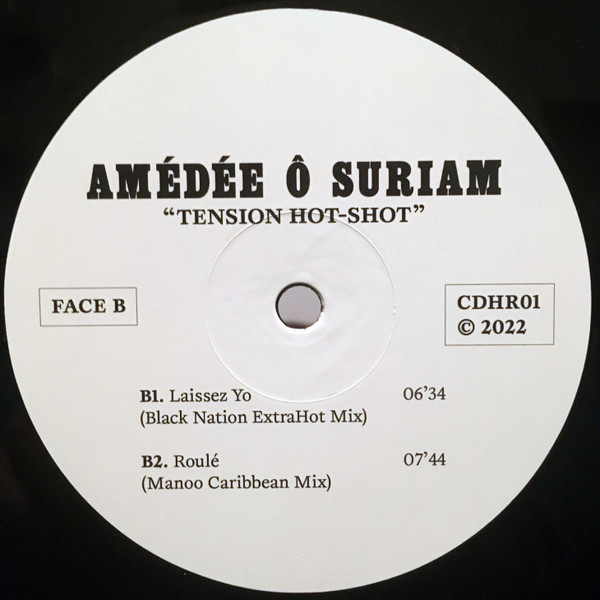 AMÉDÉE Ô SURIAM
“TENSION HOT-SHOT”
FACE B
CDHR01
© 2022
B1. Laissez Yo 06’34
(Black Nation ExtraHot Mix)
B2. Roulé 07’44
(Manoo Caribbean Mix)